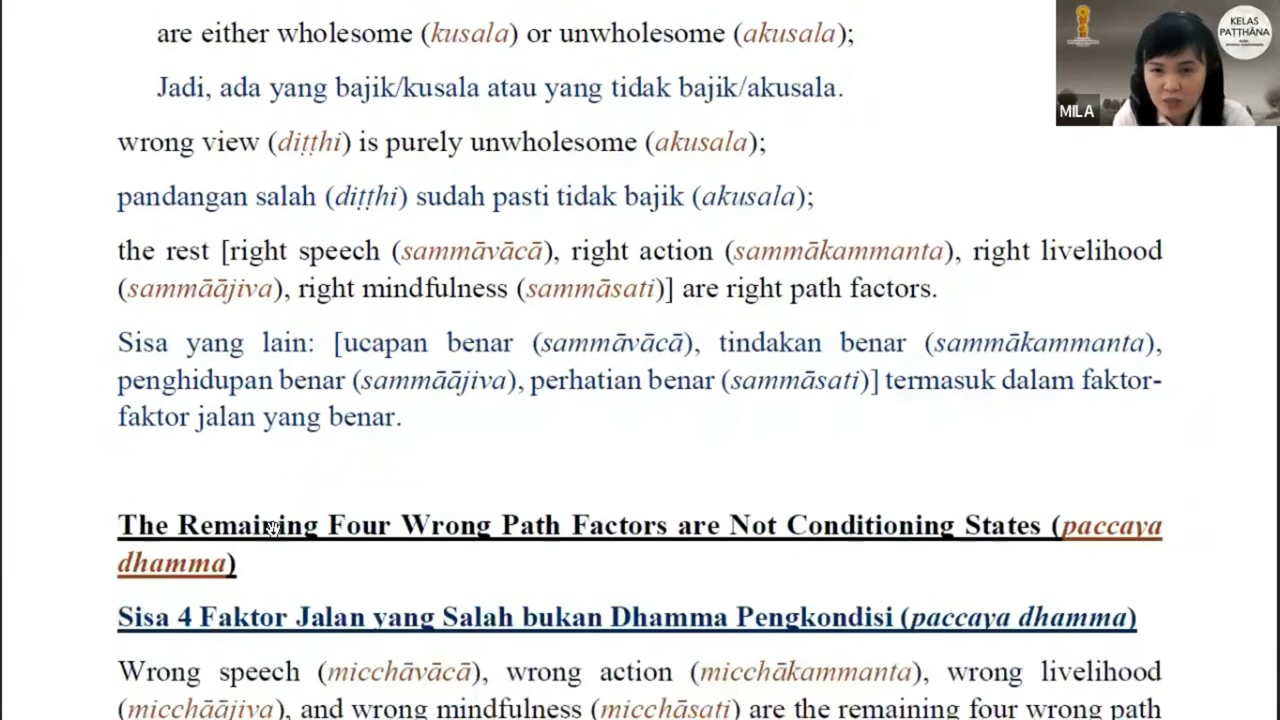 are either wholesome (kusala) or unwholesome (akusala);
Jadi, ada yang bajik/kusala atau yang tidak bajik/akusala.
wrong view (diṭṭhi) is purely unwholesome (akusala);
pandangan salah (diṭṭhi) sudah pasti tidak bajik (akusala);
the rest [right speech (sammāvācā), right action (sammākammanta), right livelihood
(sammāājiva), right mindfulness (sammāsati)] are right path factors.
Sisa yang lain: [ucapan benar (sammāvācā), tindakan benar (sammākammanta),
penghidupan benar (sammāājiva), perhatian benar (sammāsati)] termasuk dalam faktor-
faktor jalan yang benar.
The Remaining Four Wrong Path Factors are Not Conditioning States (paccaya
dhamma)
Sisa 4 Faktor Jalan yang Salah bukan Dhamma Pengkondisi (paccaya dhamma)
Wrong speech (micchāvācā), wrong action (micchākammanta), wrong livelihood
(micchāājiva), and wrong mindfulness (micchāsati) are the remaining four wrong path
KELAS
PAṬṬHĀNA
MILA